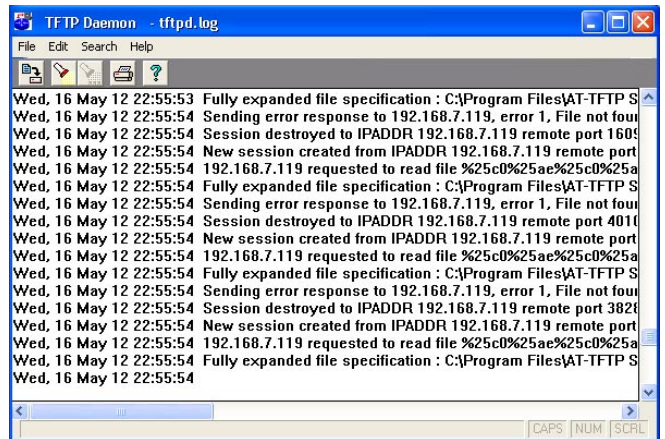 TFTP Daemon - tftpd.log
File Edit Search Help
Wed, 16 May 12 22:55:53 Fully expanded file specification : C:\Program Files\AT-TFTP S
Wed, 16 May 12 22:55:54 Sending error response to 192.168.7.119, error 1, File not foun
Wed, 16 May 12 22:55:54 Session destroyed to IPADDR 192.168.7.119 remote port 1609
Wed, 16 May 12 22:55:54 New session created from IPADDR 192.168.7.119 remote port
Wed, 16 May 12 22:55:54 192.168.7.119 requested to read file %25c0%25ae%25c0%25a
Wed, 16 May 12 22:55:54 Fully expanded file specification : C:\Program Files\AT-TFTP S
Wed, 16 May 12 22:55:54 Sending error response to 192.168.7.119, error 1, File not foun
Wed, 16 May 12 22:55:54 Session destroyed to IPADDR 192.168.7.119 remote port 4010
Wed, 16 May 12 22:55:54 New session created from IPADDR 192.168.7.119 remote port
Wed, 16 May 12 22:55:54 192.168.7.119 requested to read file %25c0%25ae%25c0%25a
Wed, 16 May 12 22:55:54 Fully expanded file specification : C:\Program Files\AT-TFTP S
Wed, 16 May 12 22:55:54 Sending error response to 192.168.7.119, error 1, File not foun
Wed, 16 May 12 22:55:54 Session destroyed to IPADDR 192.168.7.119 remote port 3828
Wed, 16 May 12 22:55:54 New session created from IPADDR 192.168.7.119 remote port
Wed, 16 May 12 22:55:54 192.168.7.119 requested to read file %25c0%25ae%25c0%25a
Wed, 16 May 12 22:55:54 Fully expanded file specification : C:\Program Files\AT-TFTP S
Wed, 16 May 12 22:55:54
CAPS NUM SCRL